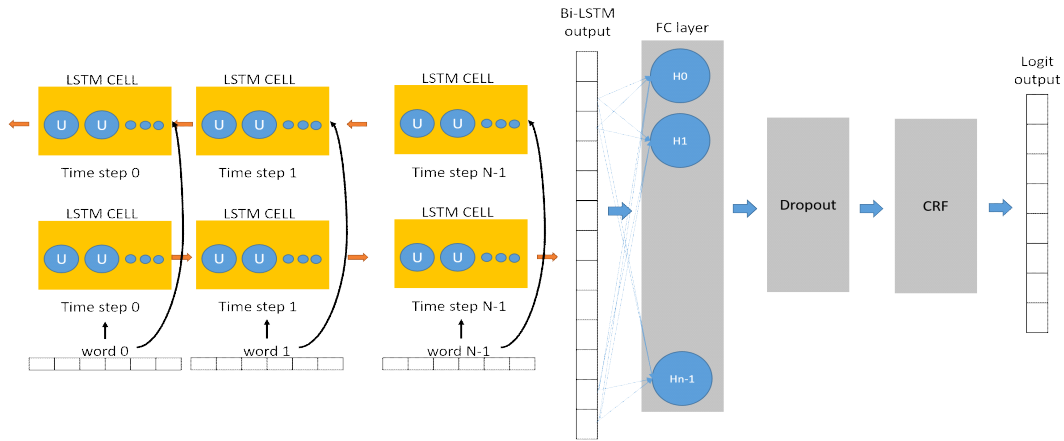 Bi-LSTM
output
FC layer
Logit
output
LSTM CELL
LSTM CELL
LSTM CELL
U U
U U
U U
Time step 0
Time step 1
Time step N-1
LSTM CELL
LSTM CELL
LSTM CELL
U U
U U
U U
Time step 0
Time step 1
Time step N-1
word 0
word 1
word N-1
H0
H1
Hn-1
Dropout
CRF